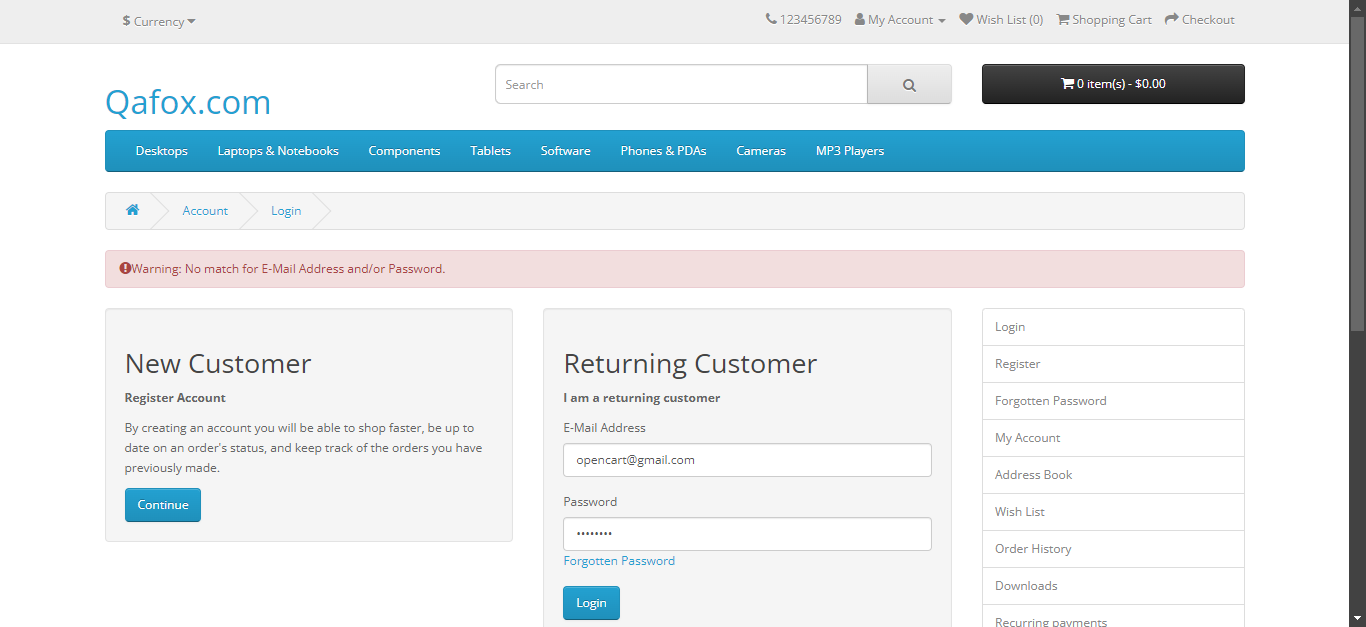 $ Currency
123456789 My Account Wish List (0) Shopping Cart Checkout
Qafox.com
Search
0 item(s) - $0.00
Desktops Laptops & Notebooks Components Tablets Software Phones & PDAs Cameras MP3 Players
Account Login
Warning: No match for E-Mail Address and/or Password.
New Customer
Register Account
By creating an account you will be able to shop faster, be up to
date on an order's status, and keep track of the orders you have
previously made.
Continue
Returning Customer
I am a returning customer
E-Mail Address
opencart@gmail.com
Password
••••••••
Forgotten Password
Login
Login
Register
Forgotten Password
My Account
Address Book
Wish List
Order History
Downloads
Recurring payments